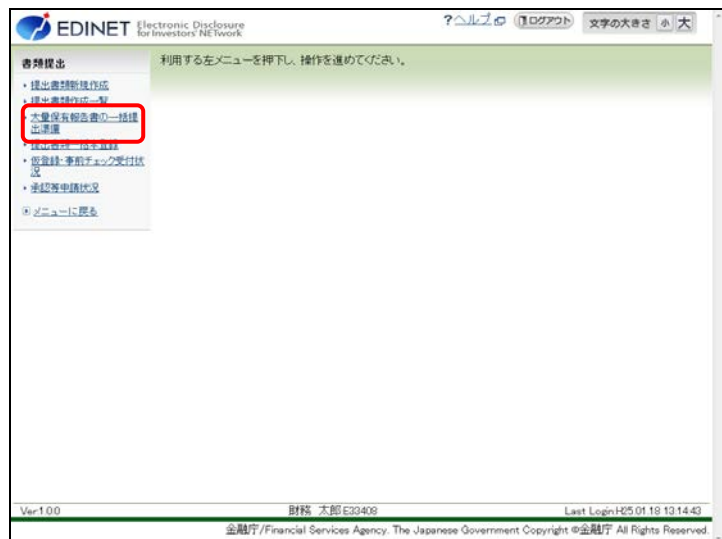 EDINET Electronic Disclosure for Investors' NETwork
?ヘルプ ログアウト 文字の大きさ 小 大
書類提出
利用する左メニューを押下し、操作を進めてください。
提出書類新規作成
提出書類作成一覧
大量保有報告書の一括提
出準備
提出書類一括本登録
仮登録・事前チェック受付状
況
承認等申請状況
メニューに戻る
Ver.1.0.0 財務 太郎 E33408 Last Login H25.01.18 13:14:43
金融庁/Financial Services Agency. The Japanese Government Copyright ©金融庁 All Rights Reserved.